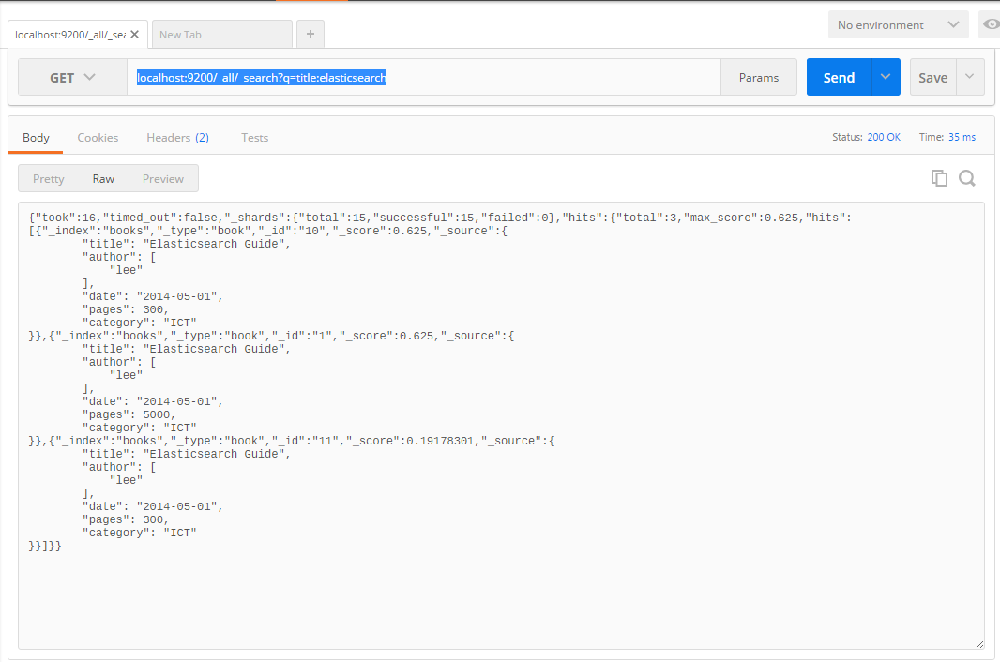 localhost:9200/_all/_sea
New Tab
+
No environment
GET
localhost:9200/_all/_search?q=title:elasticsearch
Params
Send
Save
Body
Cookies
Headers (2)
Tests
Status: 200 OK
Time: 35 ms
Pretty
Raw
Preview
{"took":16,"timed_out":false,"_shards":{"total":15,"successful":15,"failed":0},"hits":{"total":3,"max_score":0.625,"hits":
[{"_index":"books","_type":"book","_id":"10","_score":0.625,"_source":{
        "title": "Elasticsearch Guide",
        "author": [
            "lee"
        ],
        "date": "2014-05-01",
        "pages": 300,
        "category": "ICT"
}},{"_index":"books","_type":"book","_id":"1","_score":0.625,"_source":{
        "title": "Elasticsearch Guide",
        "author": [
            "lee"
        ],
        "date": "2014-05-01",
        "pages": 5000,
        "category": "ICT"
}},{"_index":"books","_type":"book","_id":"11","_score":0.19178301,"_source":{
        "title": "Elasticsearch Guide",
        "author": [
            "lee"
        ],
        "date": "2014-05-01",
        "pages": 300,
        "category": "ICT"
}}]}}